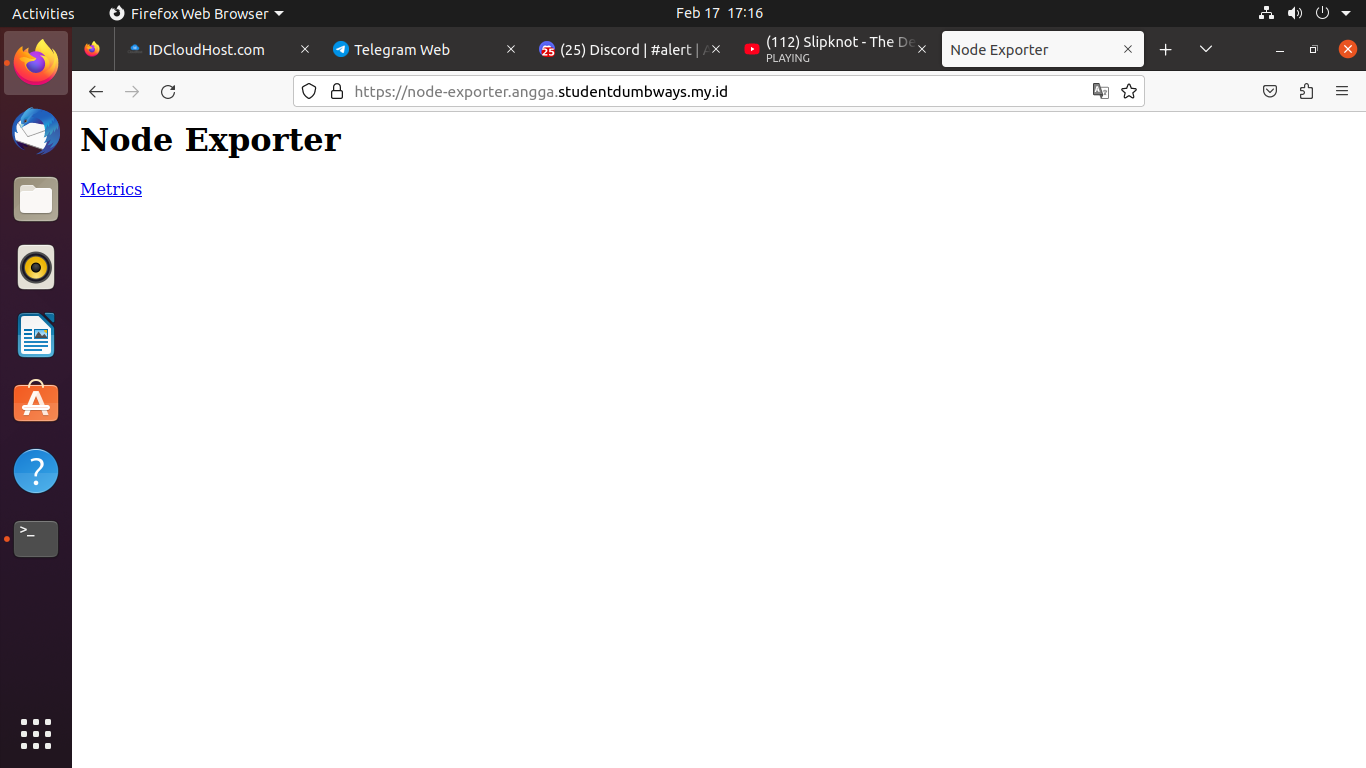 Activities
Firefox Web Browser
Feb 17 17:16
IDCloudHost.com
Telegram Web
25
(25) Discord | #alert |
(112) Slipknot - The De
PLAYING
Node Exporter
https://node-exporter.angga.studentdumbways.my.id
Node Exporter
Metrics
?
>_